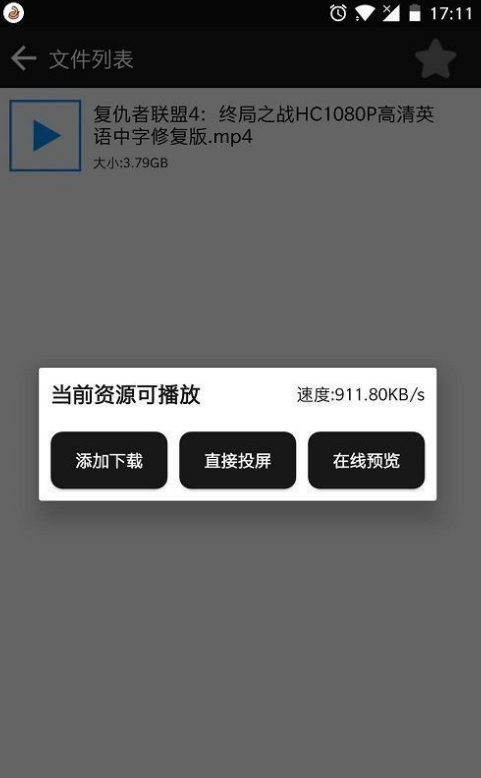 17:11
文件列表
复仇者联盟4：终局之战HC1080P高清英
语中字修复版.mp4
大小:3.79GB
当前资源可播放
速度:911.80KB/s
添加下载
直接投屏
在线预览